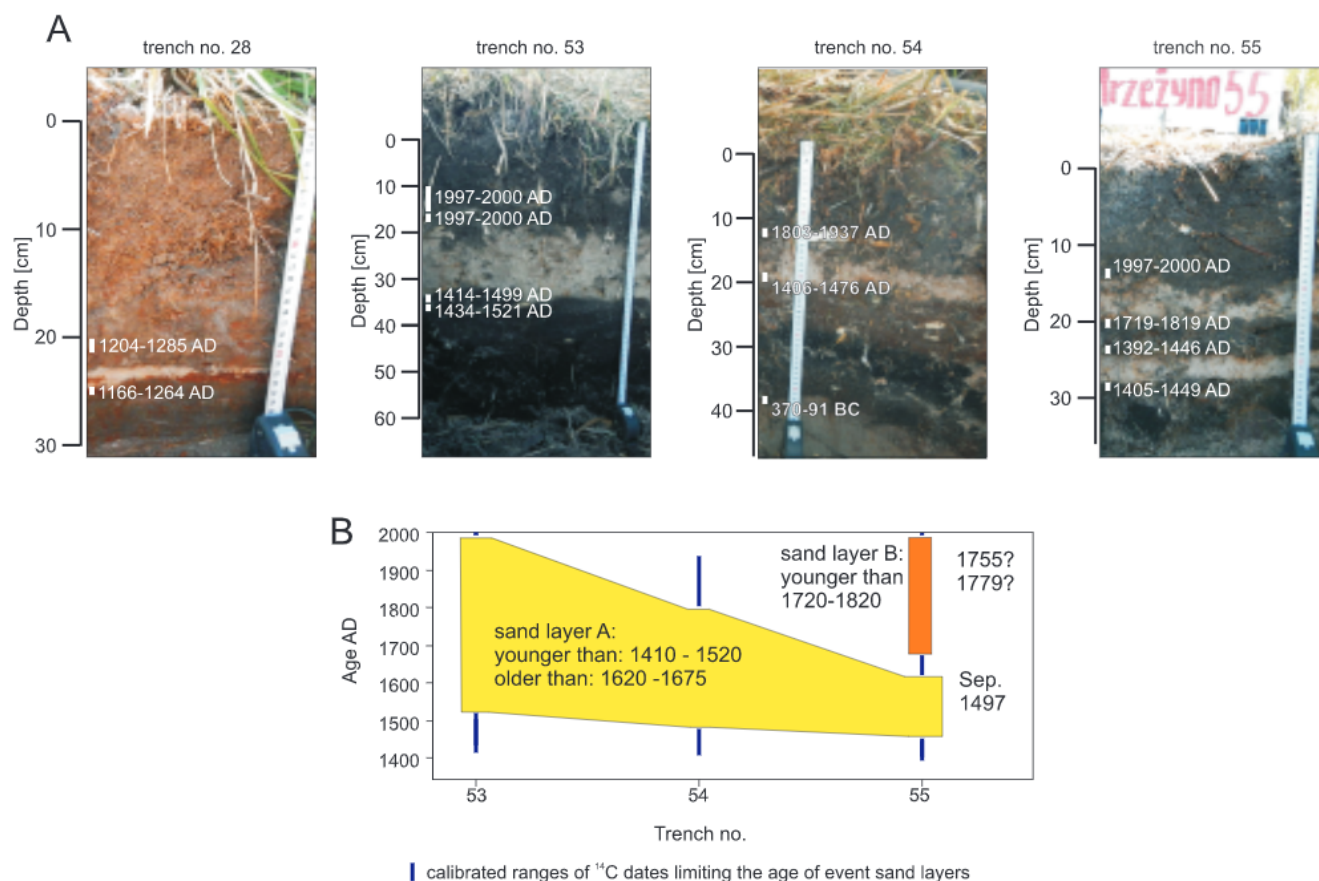 A
trench no. 28
trench no. 53
trench no. 54
trench no. 55
Depth [cm]
0
10
20
30
1204-1285 AD
1166-1264 AD
Depth [cm]
0
10
20
30
40
50
60
1997-2000 AD
1997-2000 AD
1414-1499 AD
1434-1521 AD
Depth [cm]
0
10
20
30
40
1803-1937 AD
1406-1476 AD
370-91 BC
rzeżyno 55
Depth [cm]
0
10
20
30
1997-2000 AD
1719-1819 AD
1392-1446 AD
1405-1449 AD
B
Age AD
2000
1900
1800
1700
1600
1500
1400
sand layer A:
younger than: 1410 - 1520
older than: 1620 -1675
sand layer B:
younger than
1720-1820
1755?
1779?
Sep.
1497
53
54
55
Trench no.
calibrated ranges of ¹⁴C dates limiting the age of event sand layers